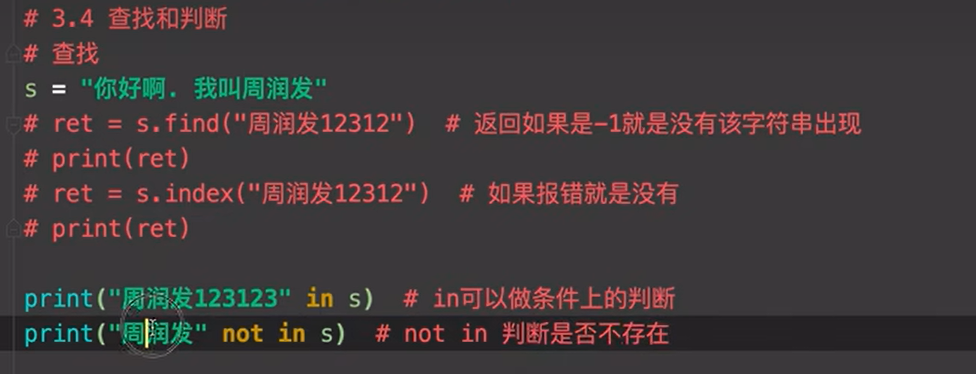 # 3.4 查找和判断
# 查找
s = "你好啊. 我叫周润发"
# ret = s.find("周润发12312")  # 返回如果是-1就是没有该字符串出现
# print(ret)
# ret = s.index("周润发12312")  # 如果报错就是没有
# print(ret)
print("周润发123123" in s)  # in可以做条件上的判断
print("周润发" not in s)  # not in 判断是否不存在